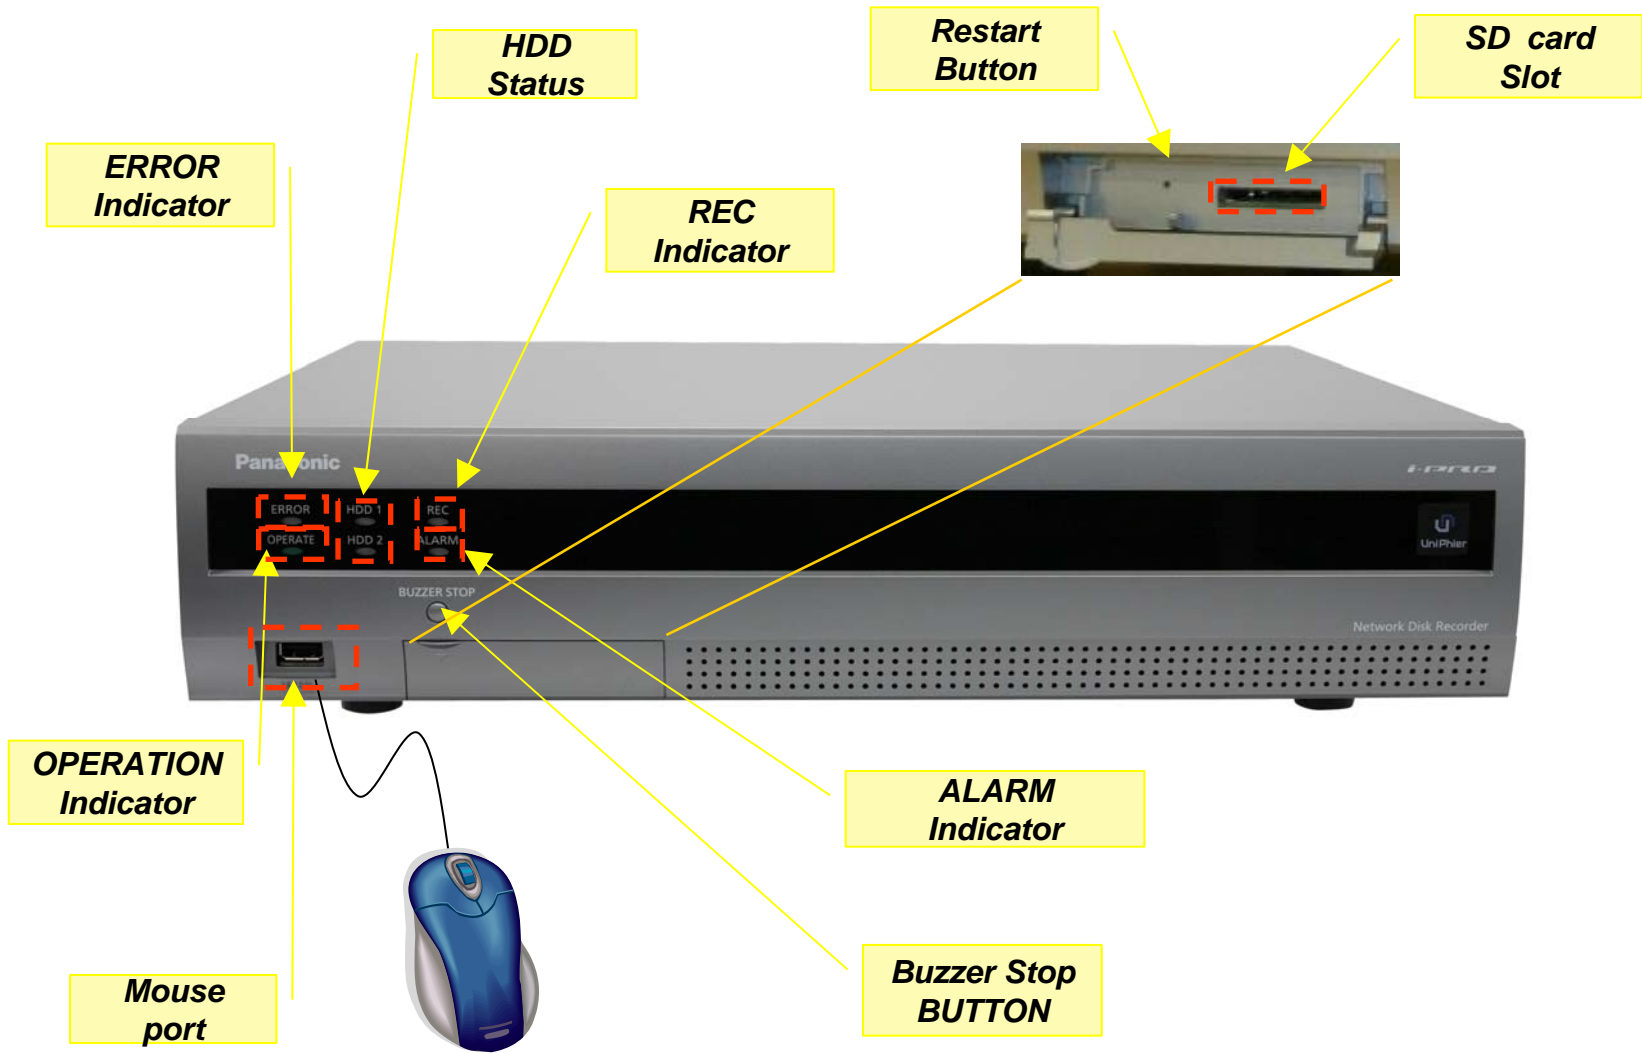 HDD
Status
Restart
Button
SD card
Slot
ERROR
Indicator
REC
Indicator
Panasonic
i-PRO
ERROR
HDD 1
REC
OPERATE
HDD 2
ALARM
UniPhier
BUZZER STOP
Network Disk Recorder
OPERATION
Indicator
ALARM
Indicator
Buzzer Stop
BUTTON
Mouse
port